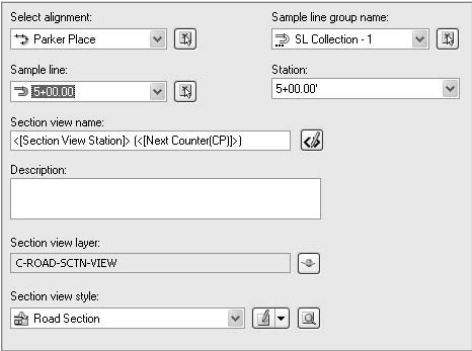 Select alignment:
Sample line group name:
Parker Place
SL Collection - 1
Sample line:
Station:
5+00.00
5+00.00'
Section view name:
<[Section View Station]> (<[Next Counter(CP)]>)
Description:
Section view layer:
C-ROAD-SCTN-VIEW
Section view style:
Road Section